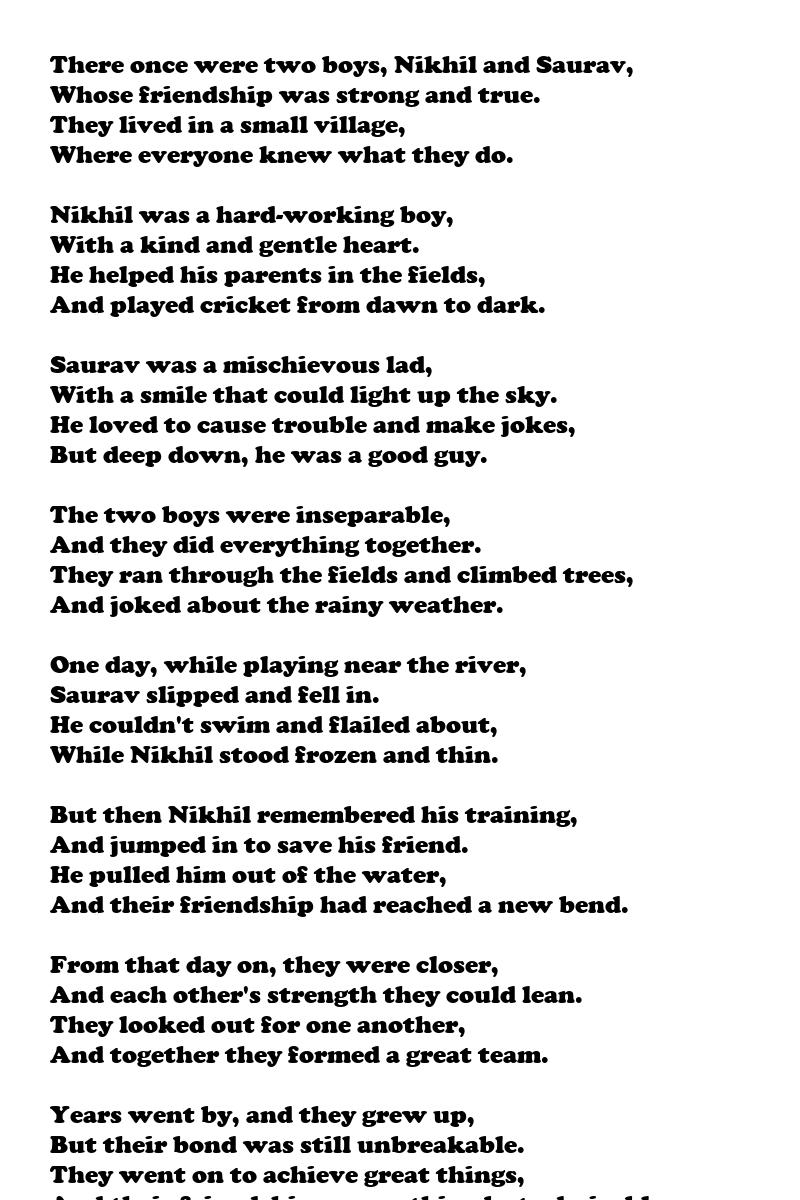 There once were two boys, Nikhil and Saurav,
Whose friendship was strong and true.
They lived in a small village,
Where everyone knew what they do.
Nikhil was a hard-working boy,
With a kind and gentle heart.
He helped his parents in the fields,
And played cricket from dawn to dark.
Saurav was a mischievous lad,
With a smile that could light up the sky.
He loved to cause trouble and make jokes,
But deep down, he was a good guy.
The two boys were inseparable,
And they did everything together.
They ran through the fields and climbed trees,
And joked about the rainy weather.
One day, while playing near the river,
Saurav slipped and fell in.
He couldn't swim and flailed about,
While Nikhil stood frozen and thin.
But then Nikhil remembered his training,
And jumped in to save his friend.
He pulled him out of the water,
And their friendship had reached a new bend.
From that day on, they were closer,
And each other's strength they could lean.
They looked out for one another,
And together they formed a great team.
Years went by, and they grew up,
But their bond was still unbreakable.
They went on to achieve great things,